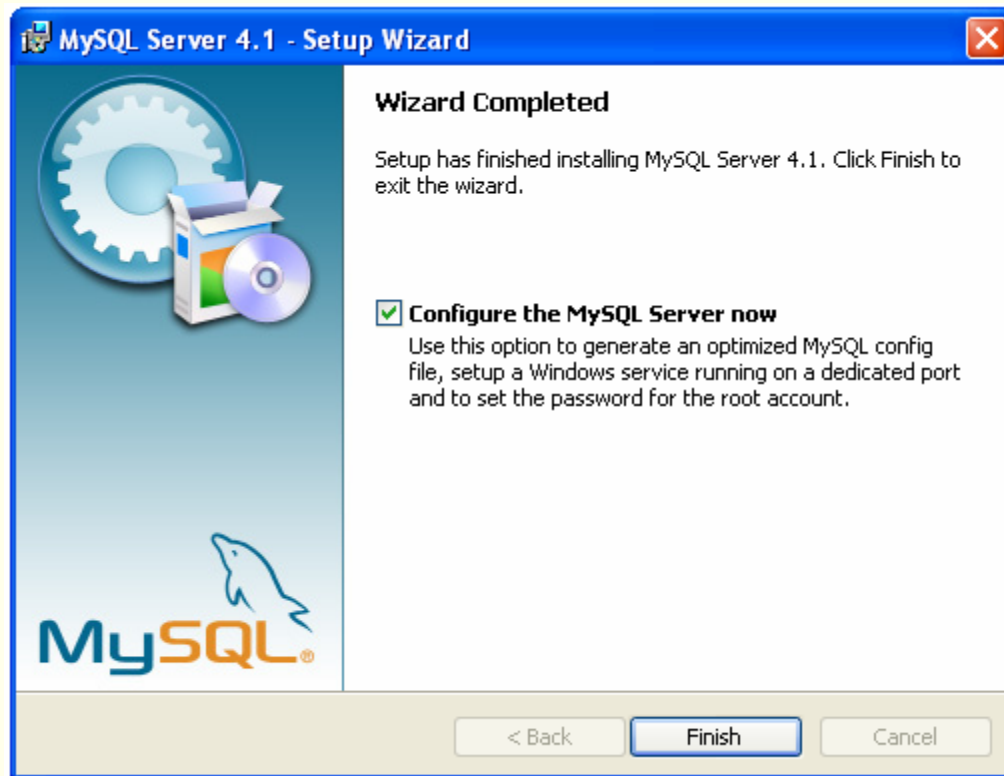 MySQL Server 4.1 - Setup Wizard
Wizard Completed
Setup has finished installing MySQL Server 4.1. Click Finish to
exit the wizard.
Configure the MySQL Server now
Use this option to generate an optimized MySQL config
file, setup a Windows service running on a dedicated port
and to set the password for the root account.
MySQL®
< Back
Finish
Cancel